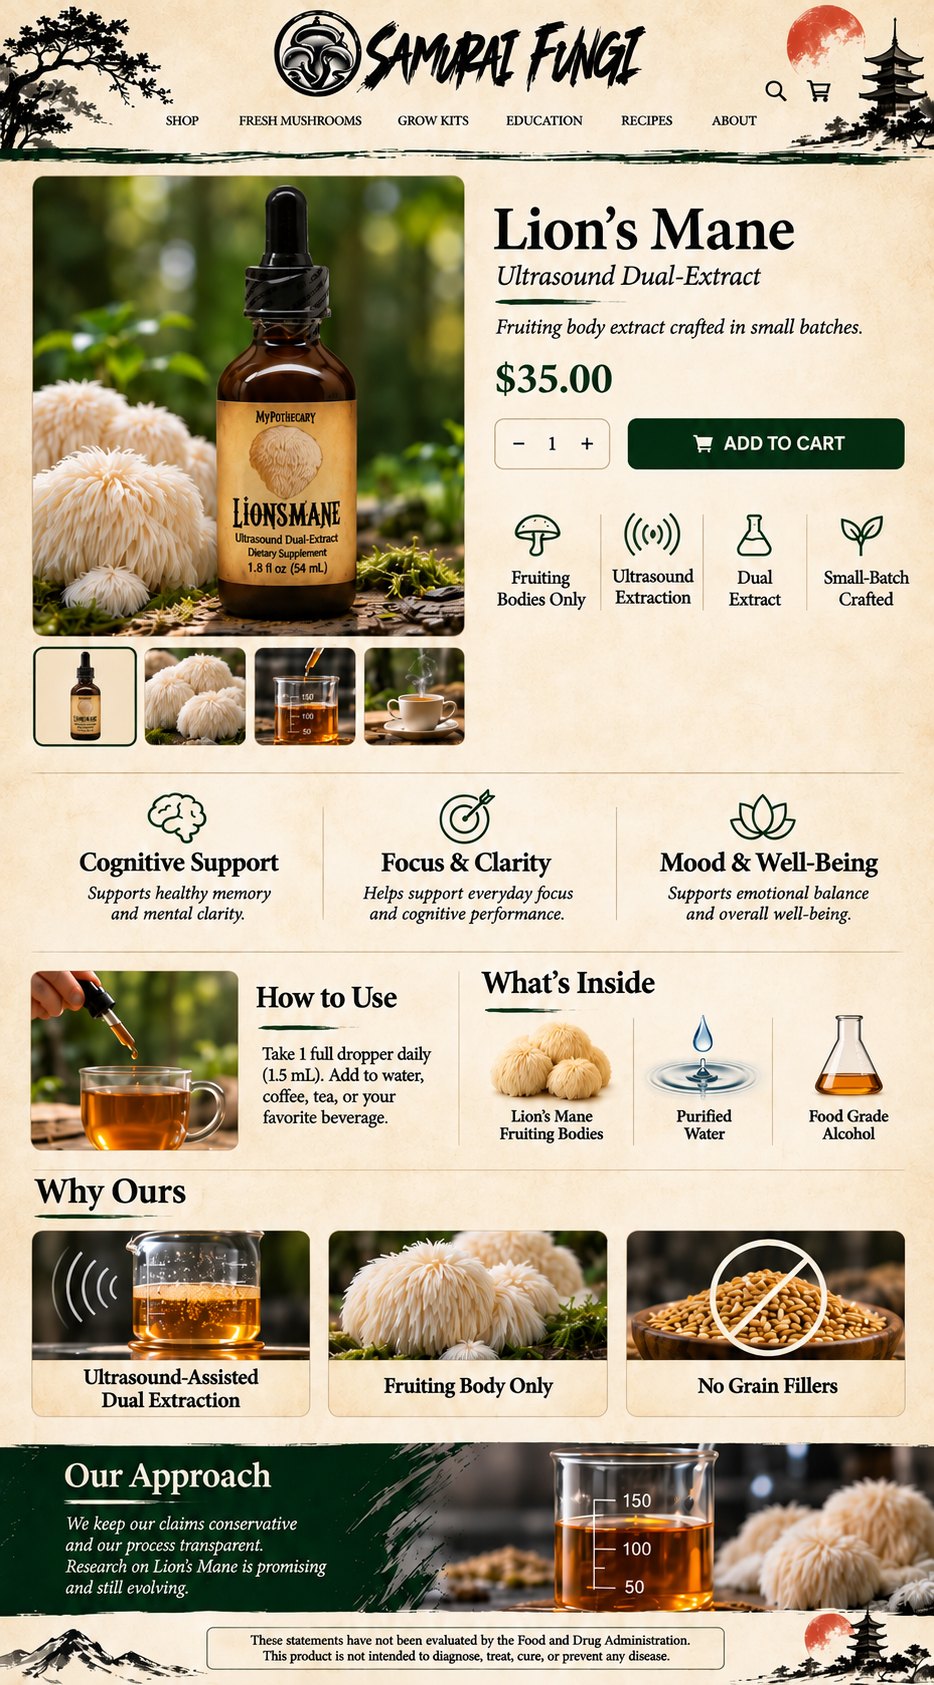 SAMURAI FUNGI
SHOP
FRESH MUSHROOMS
GROW KITS
EDUCATION
RECIPES
ABOUT
MYPOTHECARY
LIONSMANE
Ultrasound Dual-Extract
Dietary Supplement
1.8 fl oz (54 mL)
Lion's Mane
Ultrasound Dual-Extract
Fruiting body extract crafted in small batches.
$35.00
− 1 +
ADD TO CART
Fruiting
Bodies Only
Ultrasound
Extraction
Dual
Extract
Small-Batch
Crafted
LIONSMANE
150
100
50
Cognitive Support
Supports healthy memory
and mental clarity.
Focus & Clarity
Helps support everyday focus
and cognitive performance.
Mood & Well-Being
Supports emotional balance
and overall well-being.
How to Use
Take 1 full dropper daily
(1.5 mL). Add to water,
coffee, tea, or your
favorite beverage.
What's Inside
Lion's Mane
Fruiting Bodies
Purified
Water
Food Grade
Alcohol
Why Ours
Ultrasound-Assisted
Dual Extraction
Fruiting Body Only
No Grain Fillers
Our Approach
We keep our claims conservative
and our process transparent.
Research on Lion's Mane is promising
and still evolving.
150
100
50
These statements have not been evaluated by the Food and Drug Administration.
This product is not intended to diagnose, treat, cure, or prevent any disease.